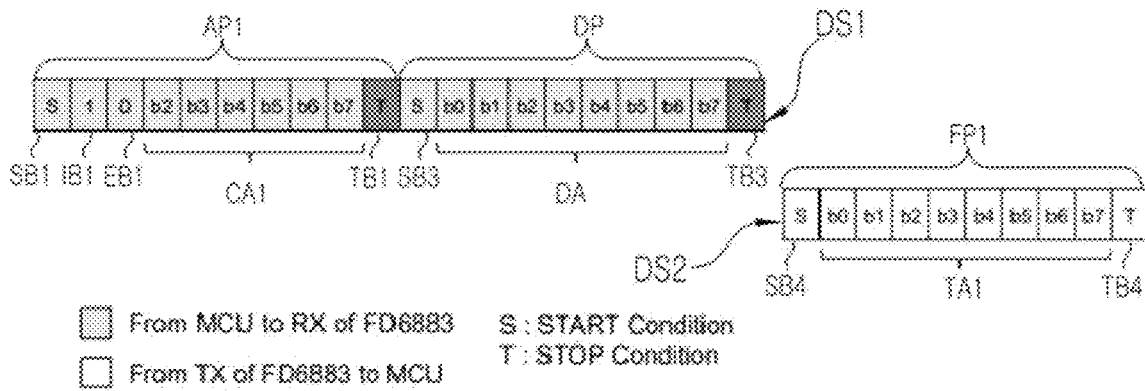 AP1 DP DS1
S 1 0 b2 b3 b4 b5 b6 b7 T S b0 b1 b2 b3 b4 b5 b6 b7 T
SB1 IB1 EB1 CA1 TB1 SB3 DA TB3
FP1
S b0 b1 b2 b3 b4 b5 b6 b7 T
DS2 SB4 TA1 TB4
From MCU to RX of FD6883
S : START Condition
T : STOP Condition
From TX of FD6883 to MCU